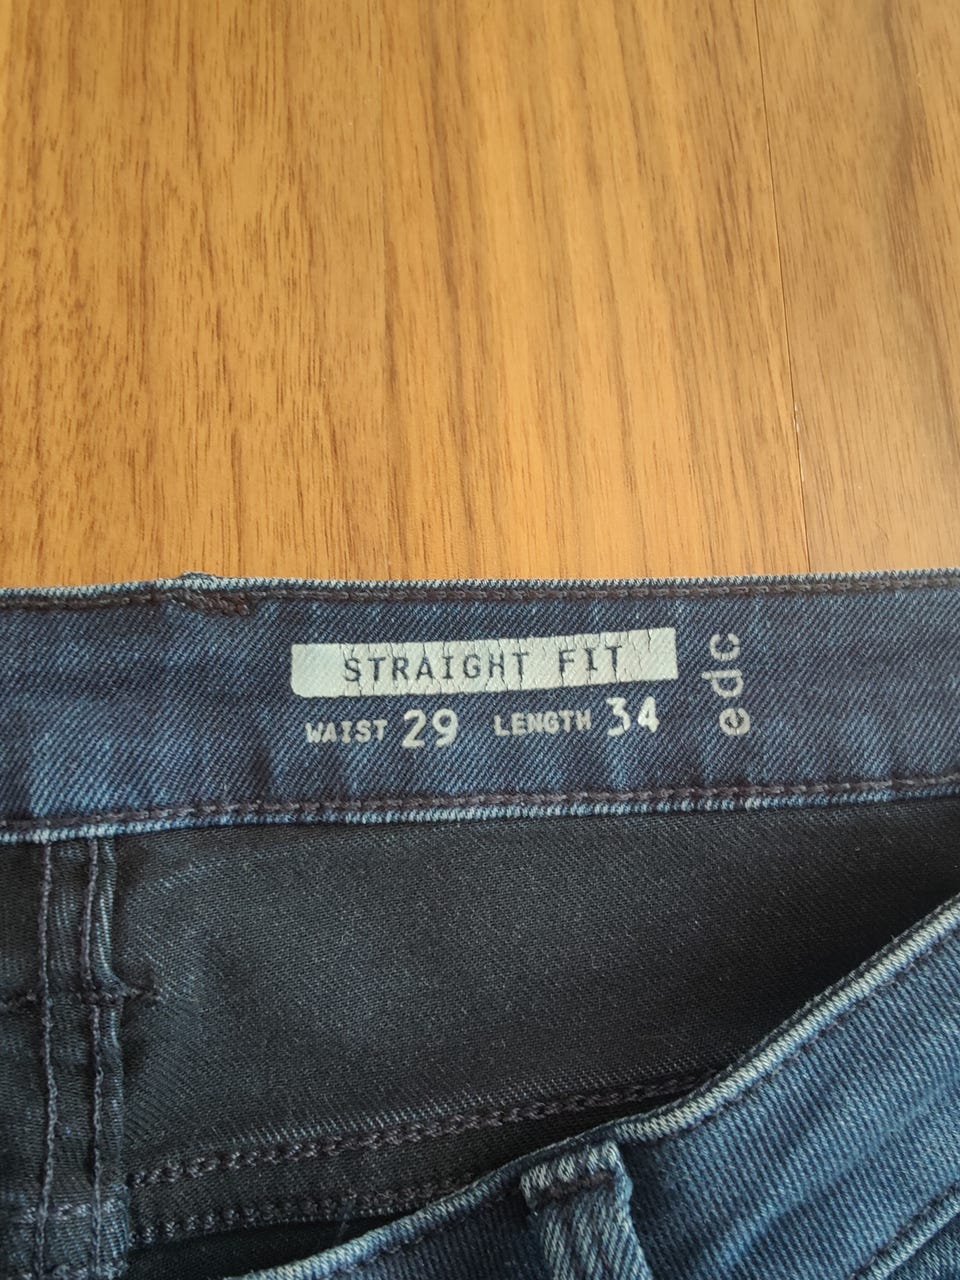 STRAIGHT FIT
WAIST 29 LENGTH 34
edc